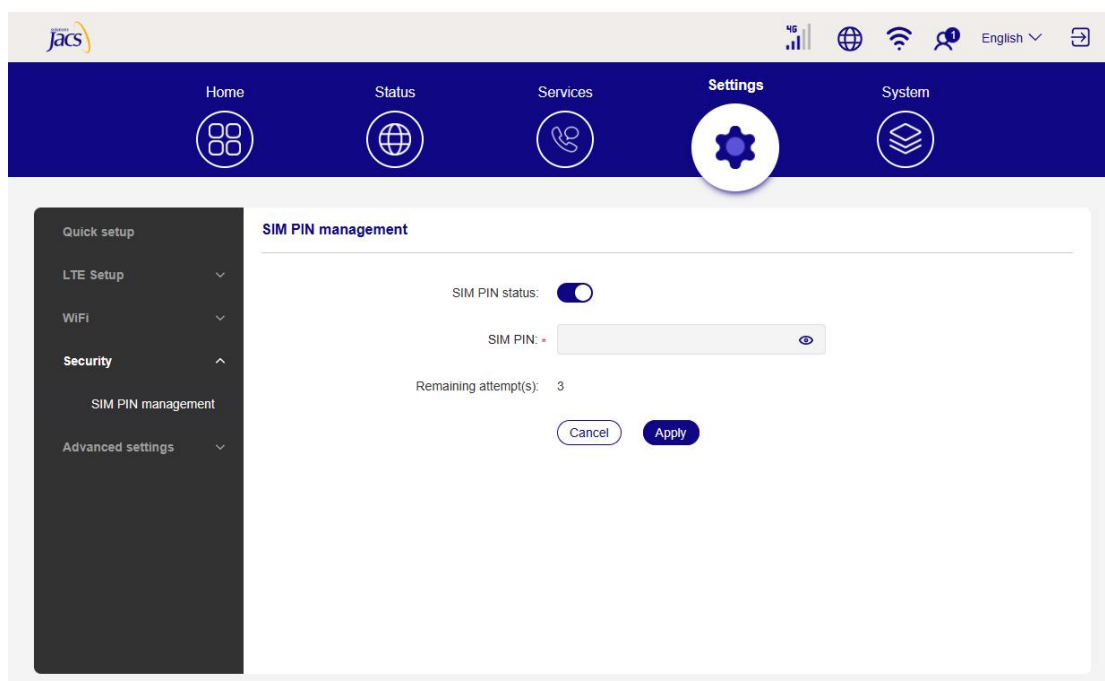 jacs
4G
1
English
Home
Status
Services
Settings
System
Quick setup
LTE Setup
WiFi
Security
SIM PIN management
Advanced settings
SIM PIN management
SIM PIN status:
SIM PIN: *
Remaining attempt(s): 3
Cancel Apply